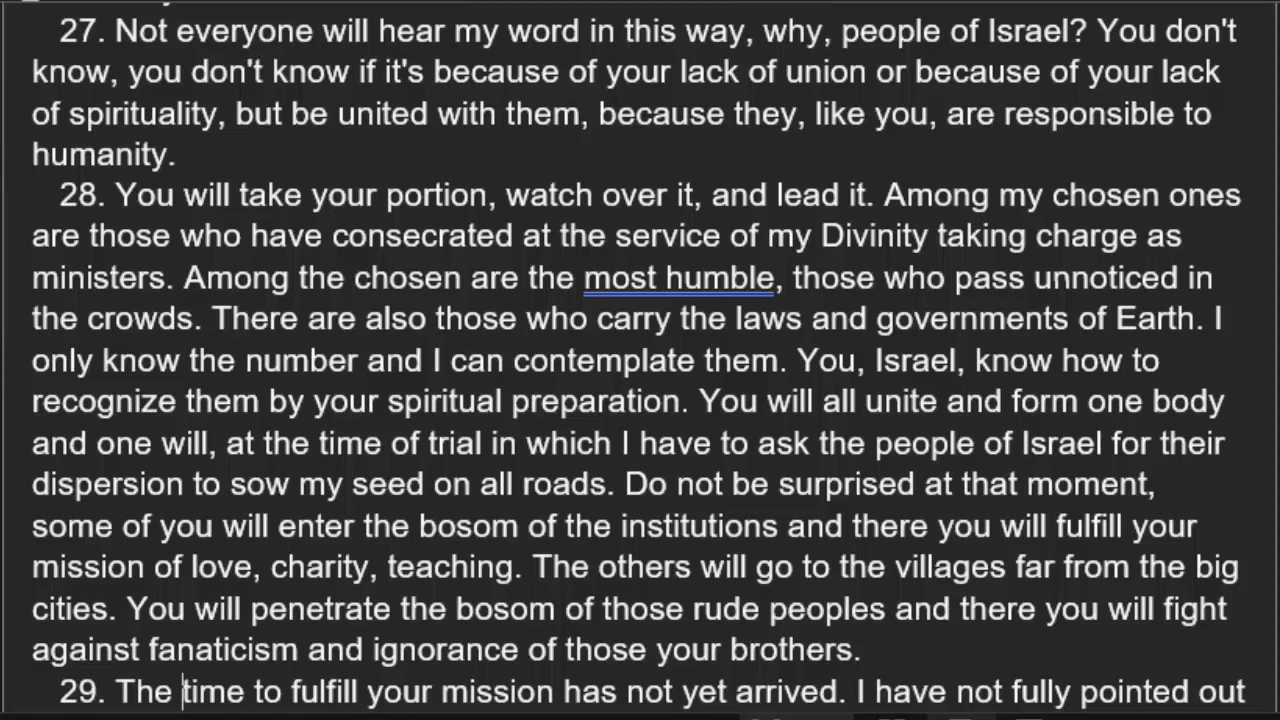 27. Not everyone will hear my word in this way, why, people of Israel? You don't
know, you don't know if it's because of your lack of union or because of your lack
of spirituality, but be united with them, because they, like you, are responsible to
humanity.
28. You will take your portion, watch over it, and lead it. Among my chosen ones
are those who have consecrated at the service of my Divinity taking charge as
ministers. Among the chosen are the most humble, those who pass unnoticed in
the crowds. There are also those who carry the laws and governments of Earth. I
only know the number and I can contemplate them. You, Israel, know how to
recognize them by your spiritual preparation. You will all unite and form one body
and one will, at the time of trial in which I have to ask the people of Israel for their
dispersion to sow my seed on all roads. Do not be surprised at that moment,
some of you will enter the bosom of the institutions and there you will fulfill your
mission of love, charity, teaching. The others will go to the villages far from the big
cities. You will penetrate the bosom of those rude peoples and there you will fight
against fanaticism and ignorance of those your brothers.
29. The time to fulfill your mission has not yet arrived. I have not fully pointed out